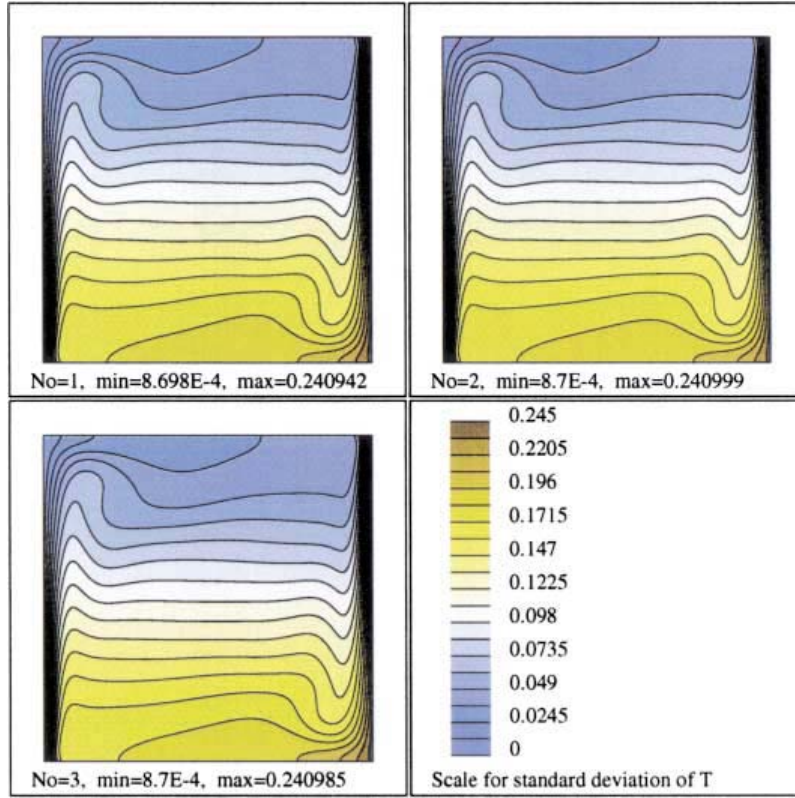 No=1, min=8.698E-4, max=0.240942
No=2, min=8.7E-4, max=0.240999
No=3, min=8.7E-4, max=0.240985
0.245
0.2205
0.196
0.1715
0.147
0.1225
0.098
0.0735
0.049
0.0245
0
Scale for standard deviation of T